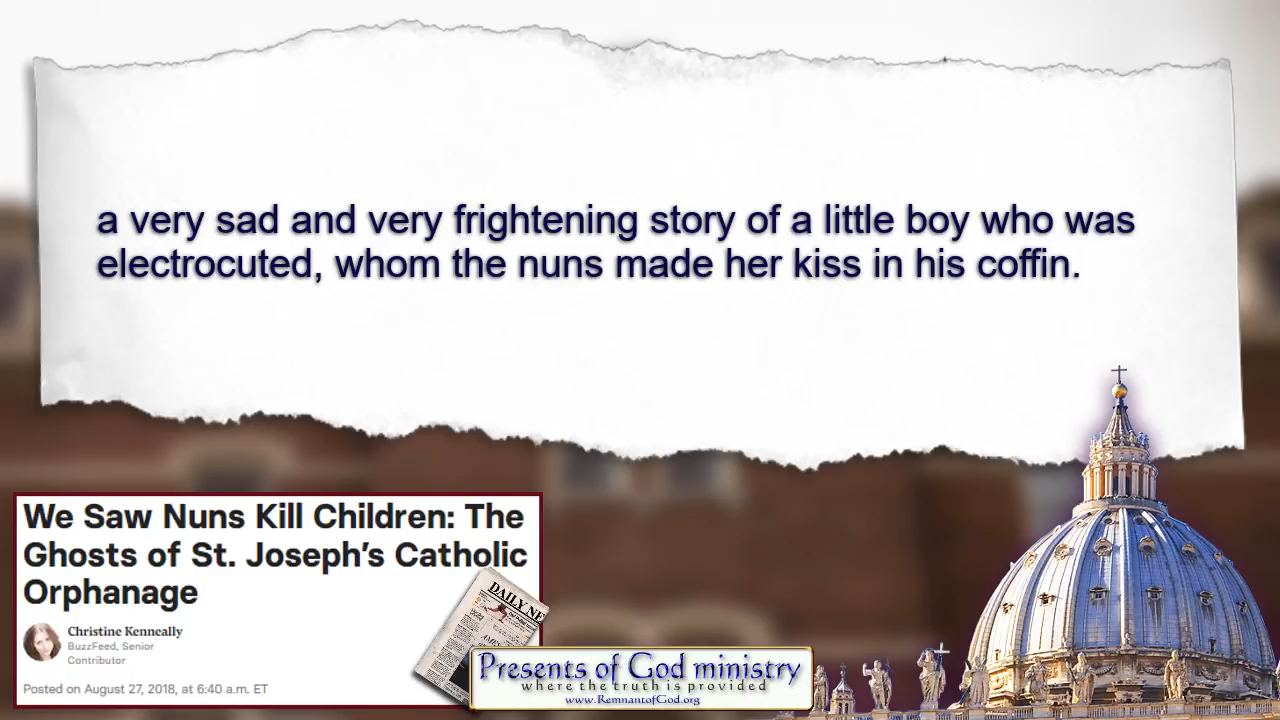 a very sad and very frightening story of a little boy who was
electrocuted, whom the nuns made her kiss in his coffin.
We Saw Nuns Kill Children: The
Ghosts of St. Joseph's Catholic
Orphanage
Christine Kenneally
BuzzFeed, Senior
Contributor
Posted on August 27, 2018, at 6:40 a.m. ET
DAILY NE
Presents of God ministry
where the truth is provided
www.RemnantofGod.org